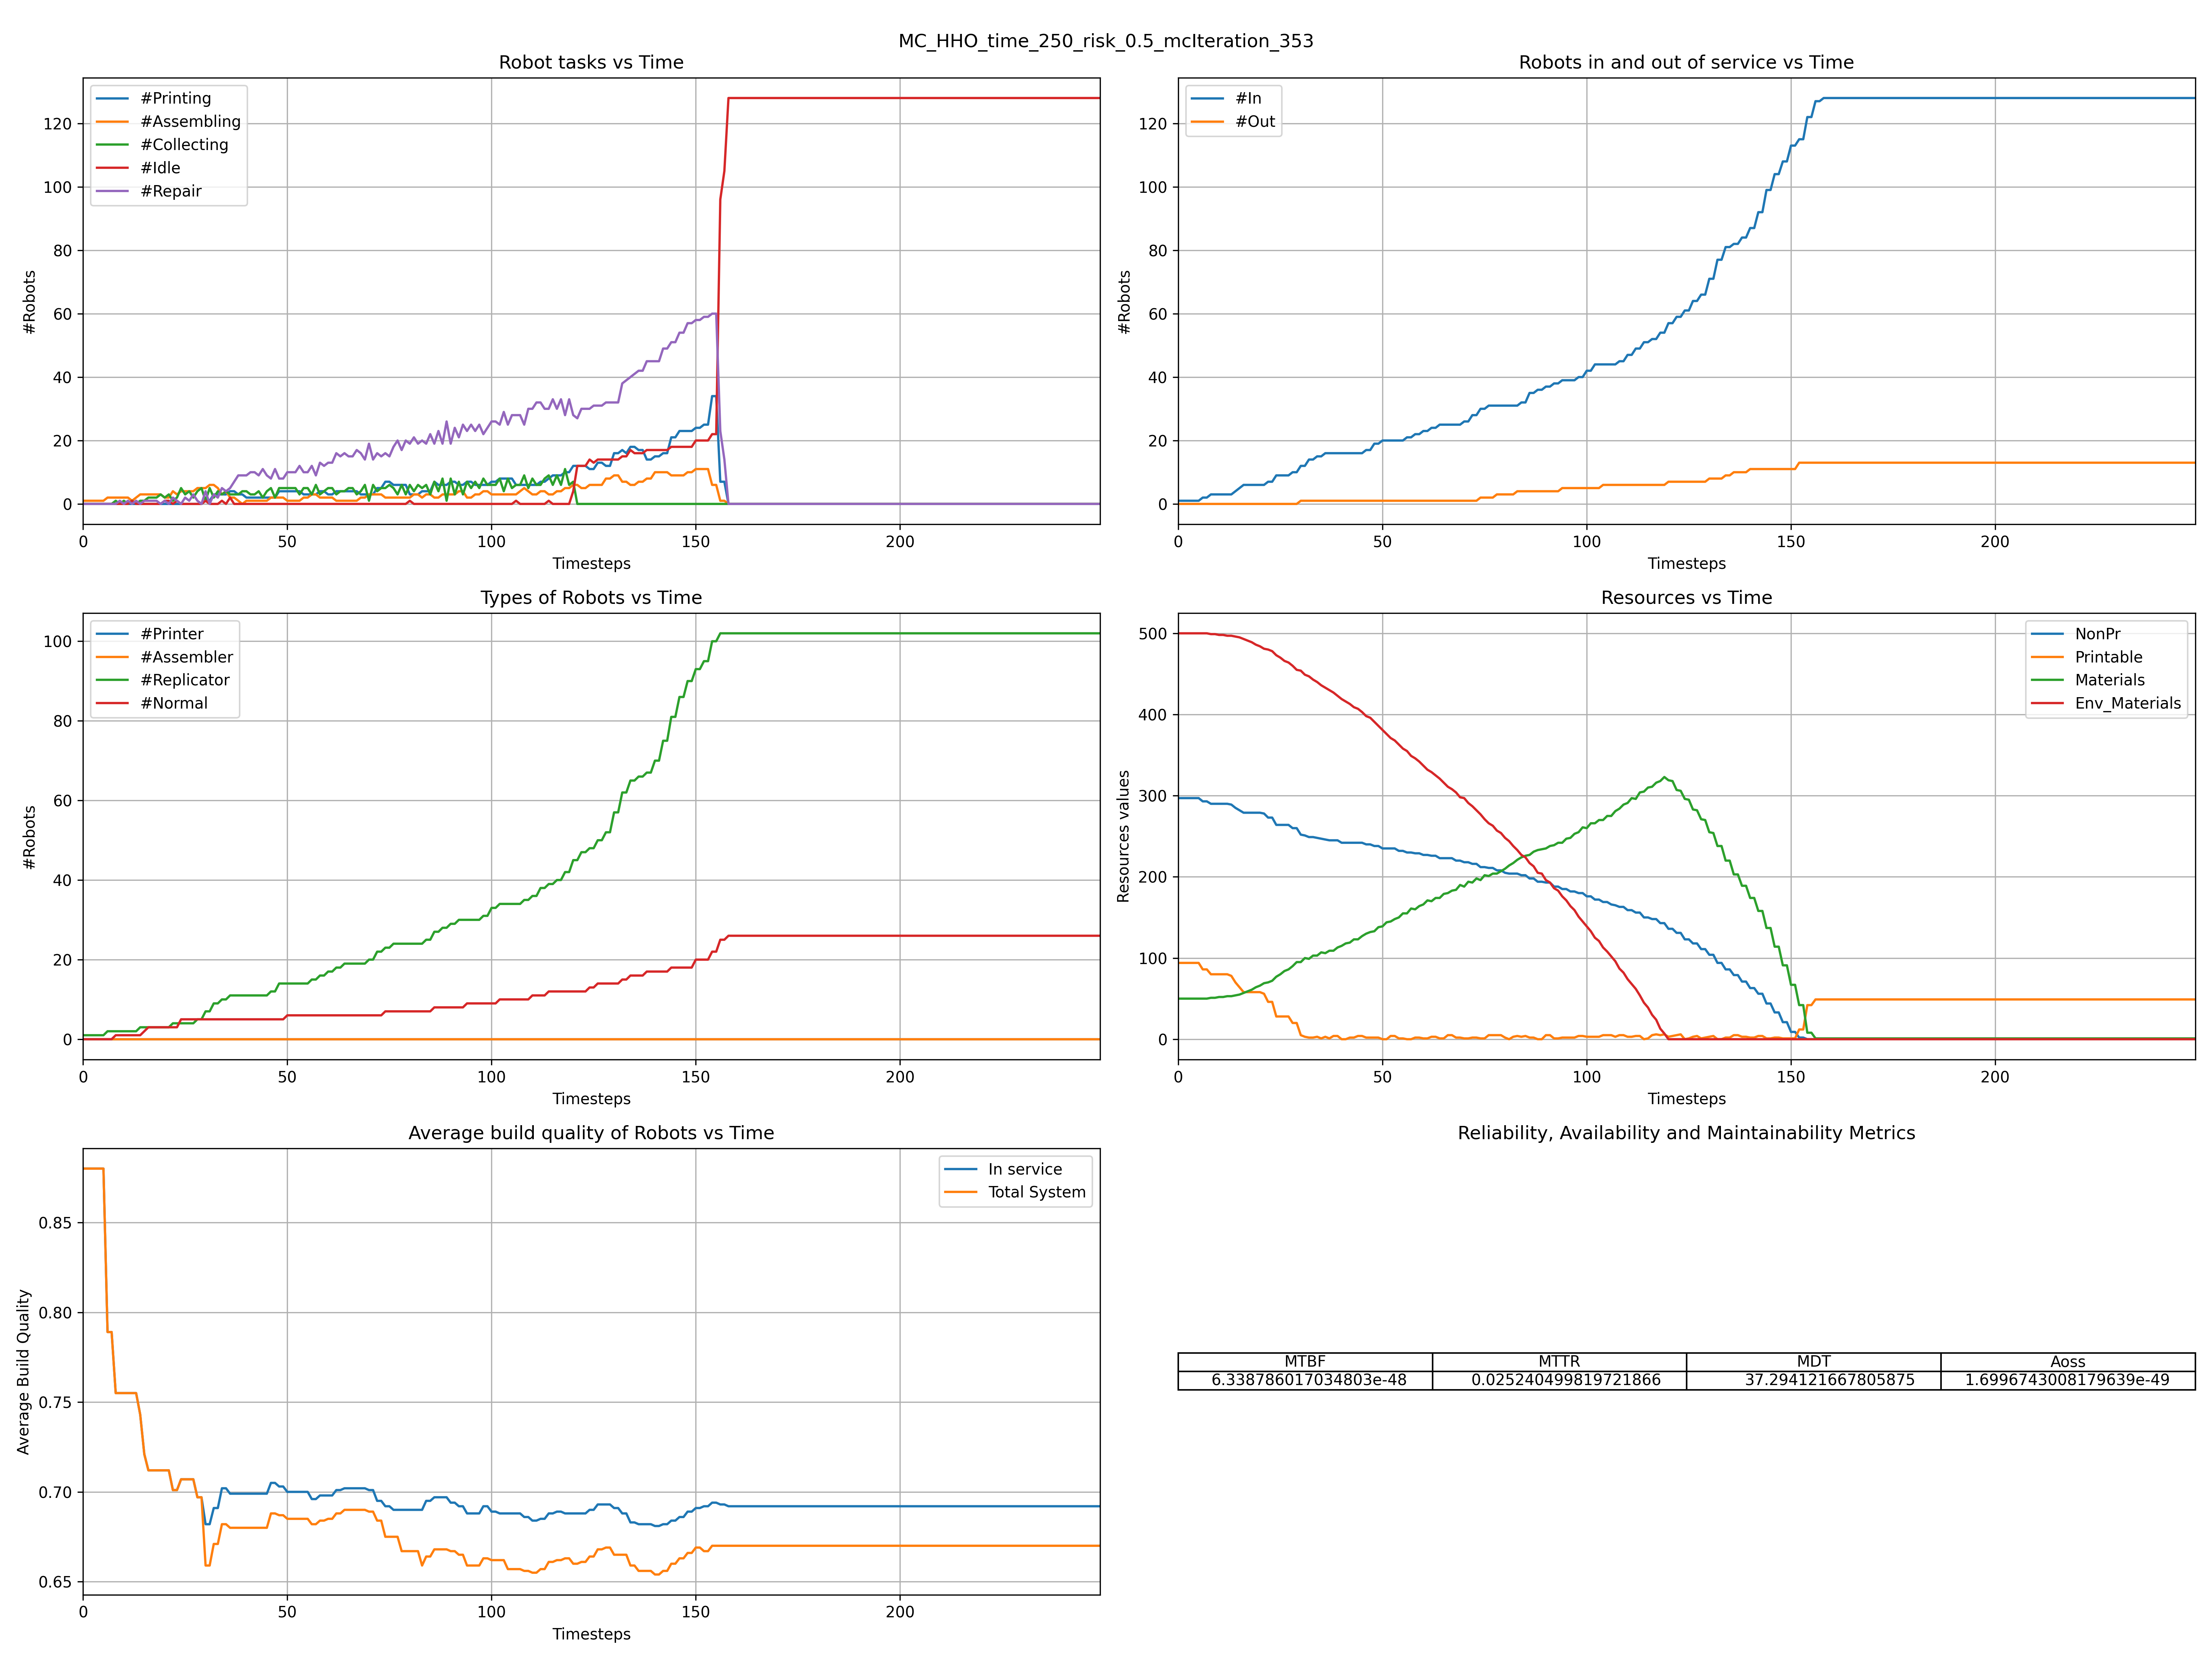 MC_HHO_time_250_risk_0.5_mcIteration_353
Robot tasks vs Time
#Printing
#Assembling
#Collecting
#Idle
#Repair
#Robots
120
100
80
60
40
20
0
0 50 100 150 200
Timesteps
Robots in and out of service vs Time
#In
#Out
#Robots
120
100
80
60
40
20
0
0 50 100 150 200
Timesteps
Types of Robots vs Time
#Printer
#Assembler
#Replicator
#Normal
#Robots
100
80
60
40
20
0
0 50 100 150 200
Timesteps
Resources vs Time
NonPr
Printable
Materials
Env_Materials
Resources values
500
400
300
200
100
0
0 50 100 150 200
Timesteps
Average build quality of Robots vs Time
In service
Total System
Average Build Quality
0.85
0.80
0.75
0.70
0.65
0 50 100 150 200
Timesteps
Reliability, Availability and Maintainability Metrics
MTBF MTTR MDT Aoss
6.338786017034803e-48 0.025240499819721866 37.294121667805875 1.6996743008179639e-49